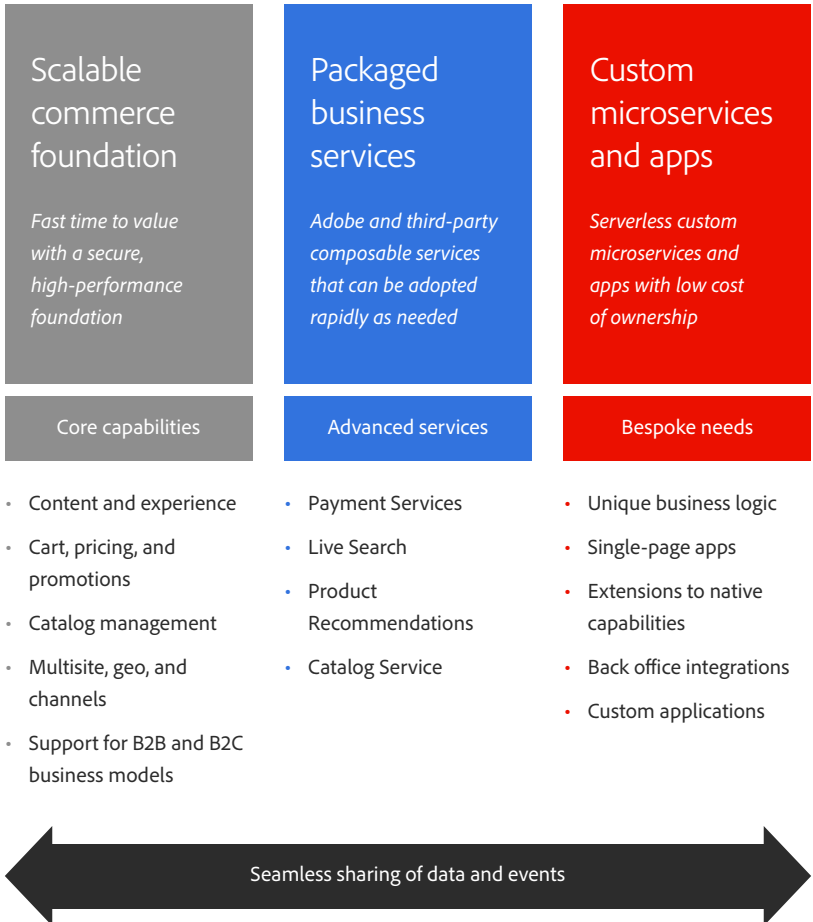 Scalable
commerce
foundation
Fast time to value
with a secure,
high-performance
foundation
Core capabilities
• Content and experience
• Cart, pricing, and
promotions
• Catalog management
• Multisite, geo, and
channels
• Support for B2B and B2C
business models
Packaged
business
services
Adobe and third-party
composable services
that can be adopted
rapidly as needed
Advanced services
• Payment Services
• Live Search
• Product
Recommendations
• Catalog Service
Custom
microservices
and apps
Serverless custom
microservices and
apps with low cost
of ownership
Bespoke needs
• Unique business logic
• Single-page apps
• Extensions to native
capabilities
• Back office integrations
• Custom applications
Seamless sharing of data and events